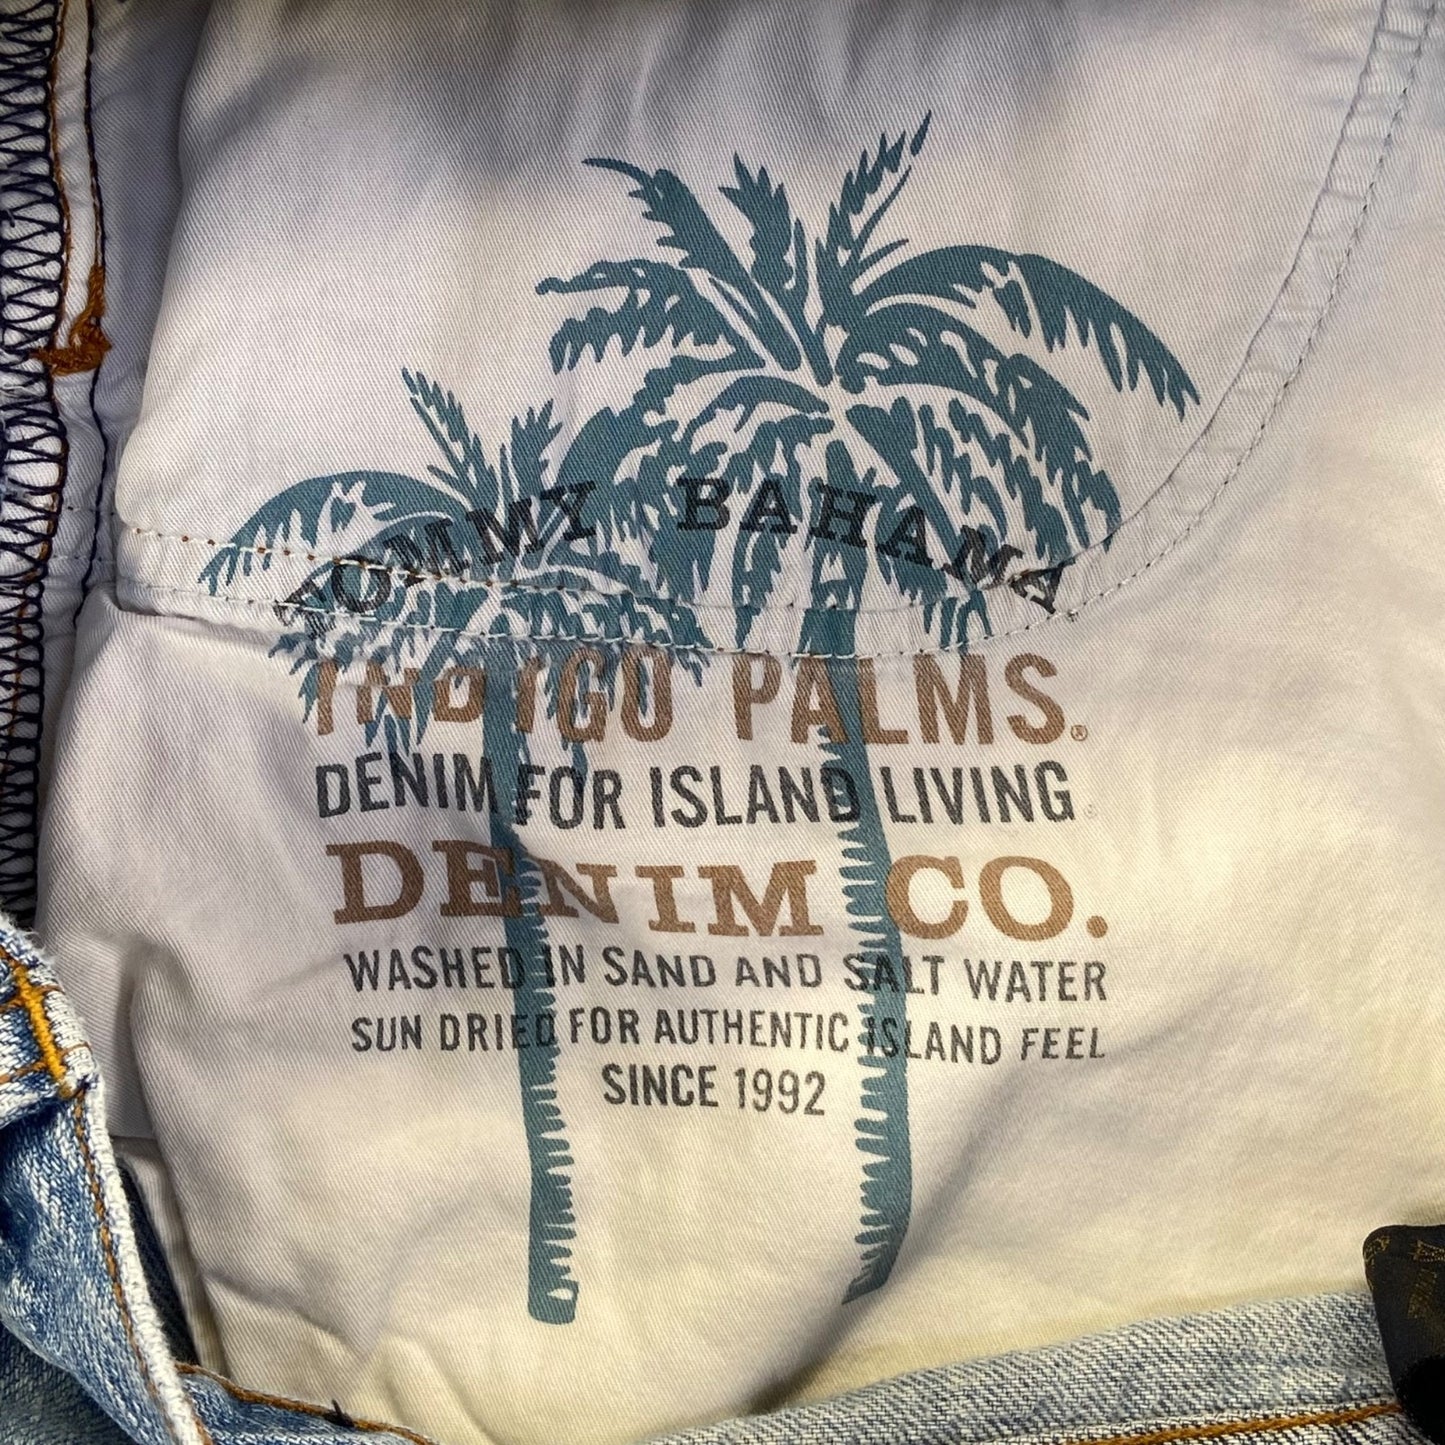 TOMMY BAHAMA
INDIGO PALMS®
DENIM FOR ISLAND LIVING®
DENIM CO.
WASHED IN SAND AND SALT WATER
SUN DRIED FOR AUTHENTIC ISLAND FEEL
SINCE 1992